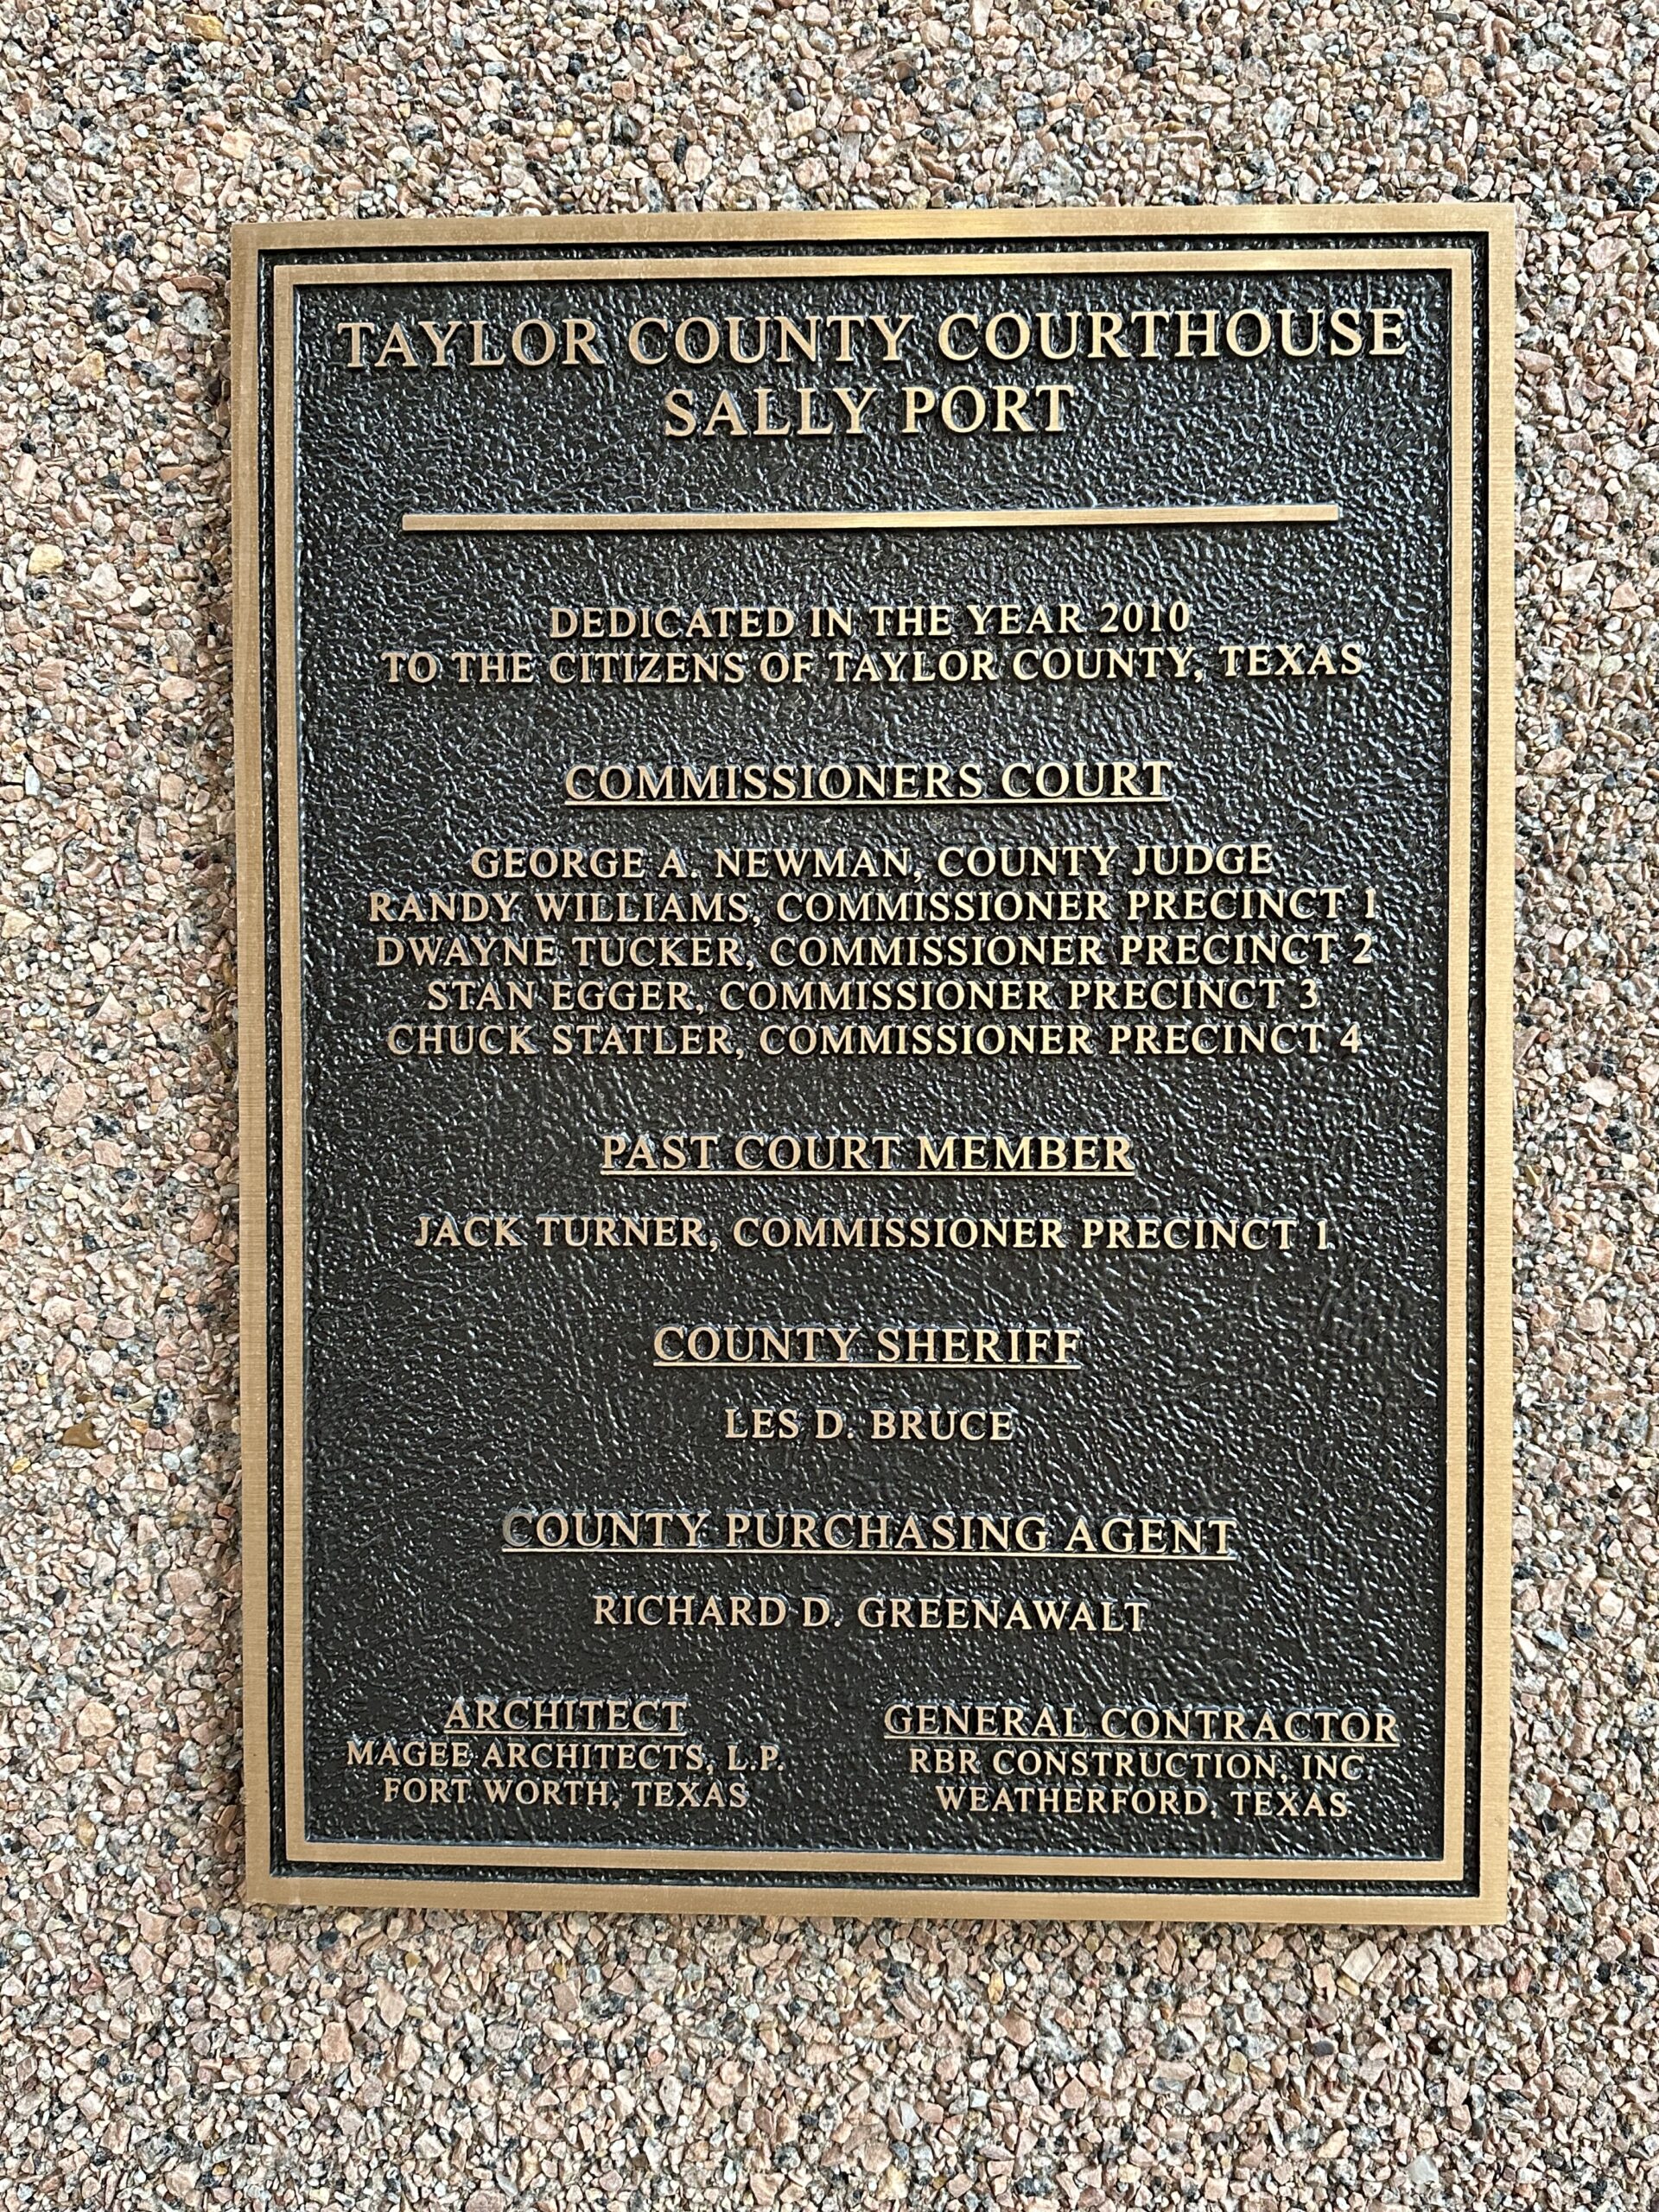 TAYLOR COUNTY COURTHOUSE
SALLY PORT
DEDICATED IN THE YEAR 2010
TO THE CITIZENS OF TAYLOR COUNTY, TEXAS
COMMISSIONERS COURT
GEORGE A. NEWMAN, COUNTY JUDGE
RANDY WILLIAMS, COMMISSIONER PRECINCT 1
DWAYNE TUCKER, COMMISSIONER PRECINCT 2
STAN EGGER, COMMISSIONER PRECINCT 3
CHUCK STATLER, COMMISSIONER PRECINCT 4
PAST COURT MEMBER
JACK TURNER, COMMISSIONER PRECINCT 1
COUNTY SHERIFF
LES D. BRUCE
COUNTY PURCHASING AGENT
RICHARD D. GREENAWALT
ARCHITECT
MAGEE ARCHITECTS, L.P.
FORT WORTH, TEXAS
GENERAL CONTRACTOR
RBR CONSTRUCTION, INC
WEATHERFORD, TEXAS